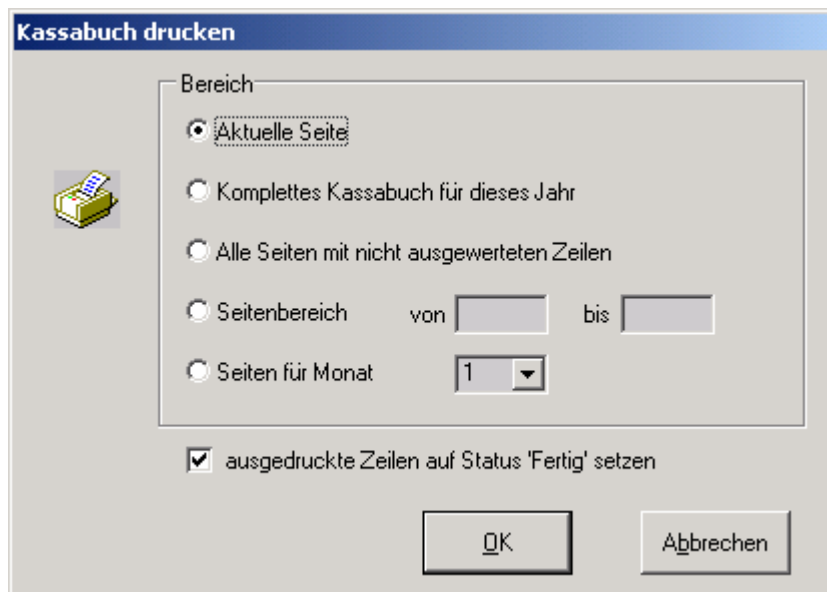 Kassabuch drucken
Bereich
Aktuelle Seite
Komplettes Kassabuch für dieses Jahr
Alle Seiten mit nicht ausgewerteten Zeilen
Seitenbereich von bis
Seiten für Monat 1
ausgedruckte Zeilen auf Status 'Fertig' setzen
OK Abbrechen